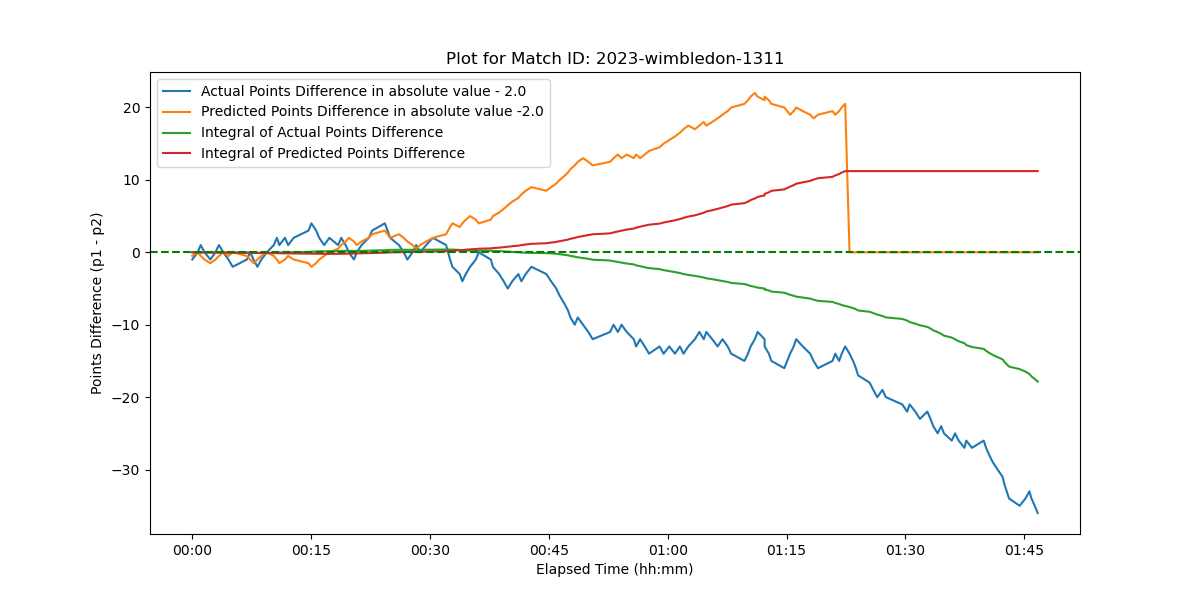 Plot for Match ID: 2023-wimbledon-1311
Actual Points Difference in absolute value - 2.0
Predicted Points Difference in absolute value -2.0
Integral of Actual Points Difference
Integral of Predicted Points Difference
Points Difference (p1 - p2)
20
10
0
−10
−20
−30
00:00 00:15 00:30 00:45 01:00 01:15 01:30 01:45
Elapsed Time (hh:mm)